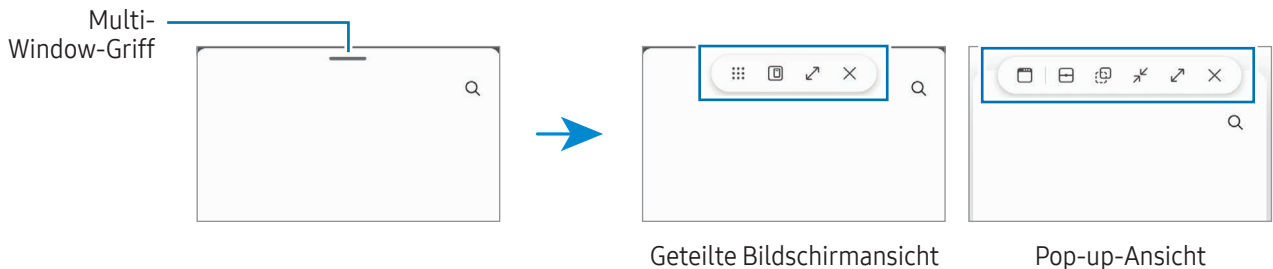 Multi-
Window-Griff
Geteilte Bildschirmansicht
Pop-up-Ansicht